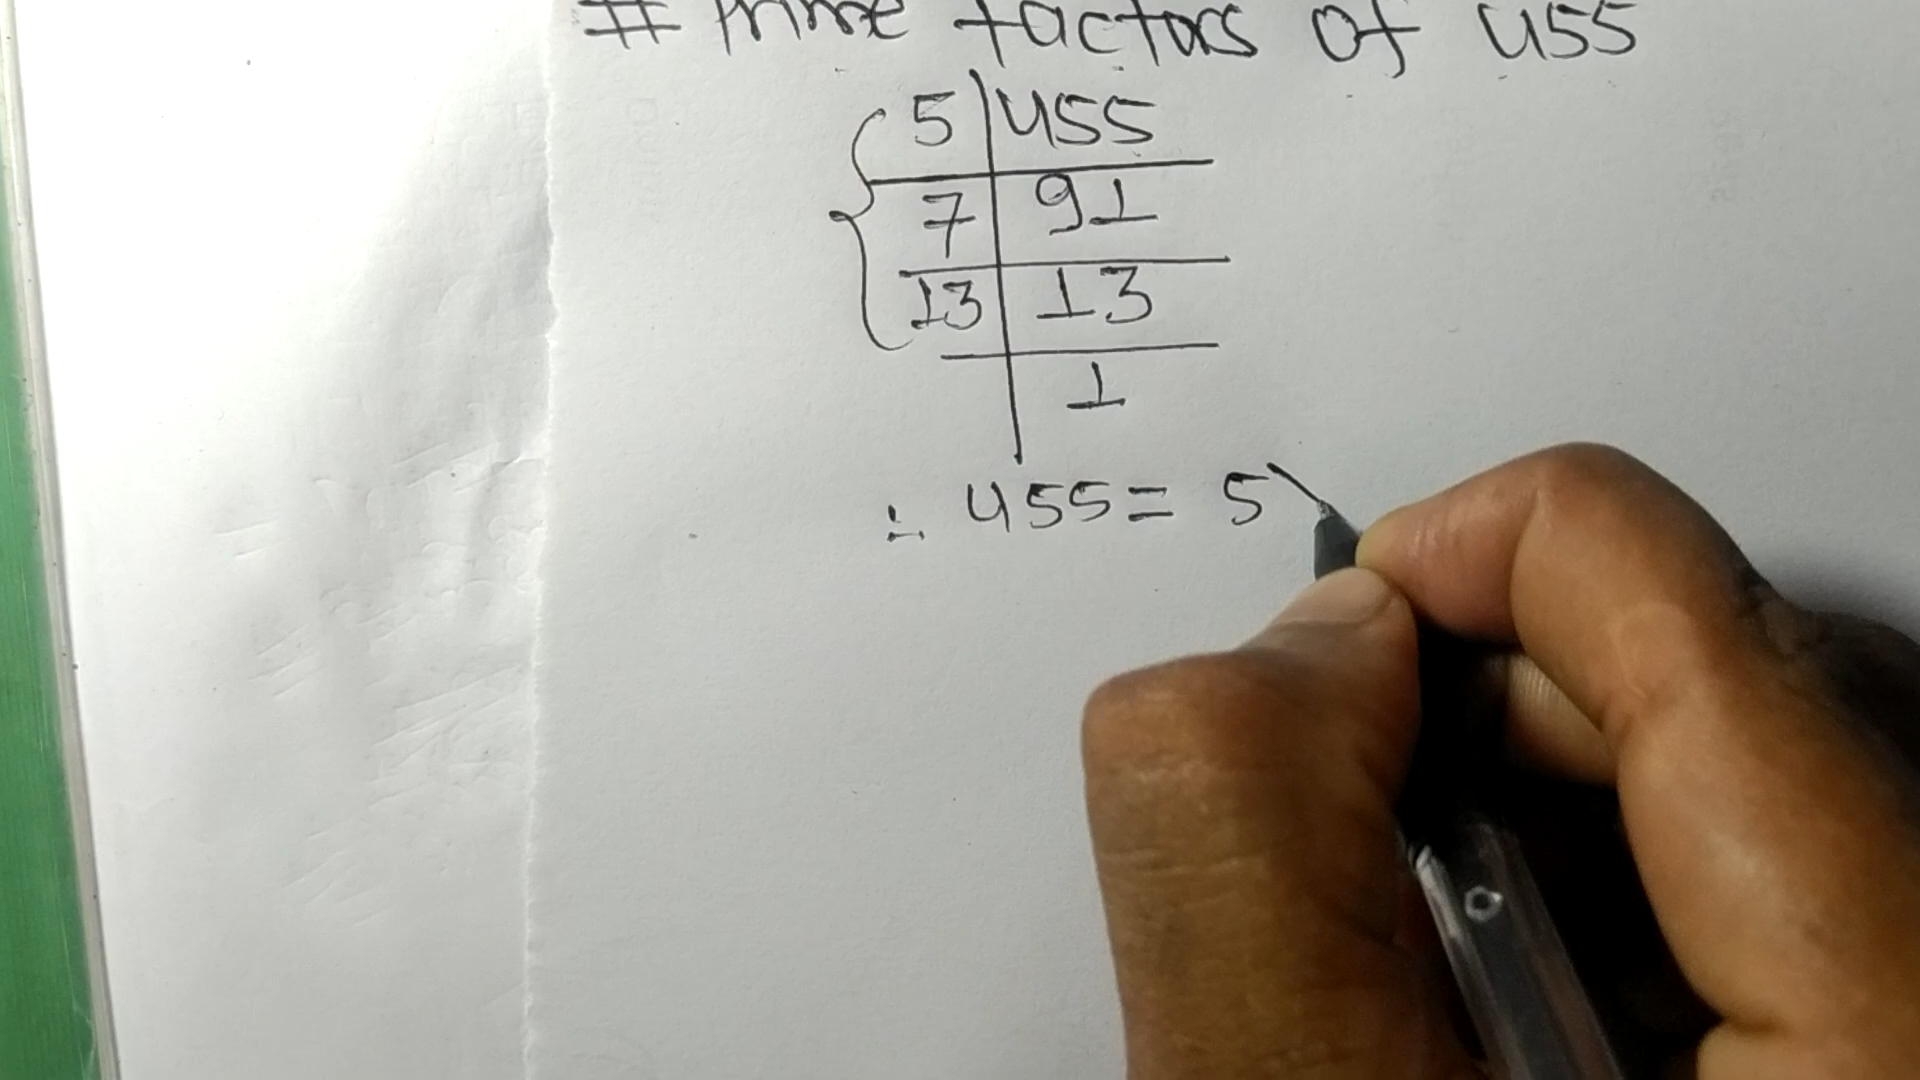 # Prime factors of 455
5 | 455
7 | 91
13 | 13
1
∴ 455 = 5